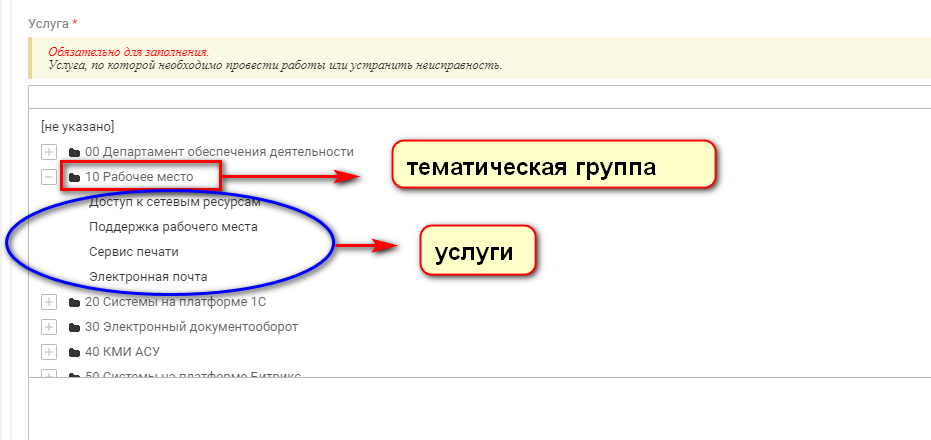 Услуга *
Обязательно для заполнения.
Услуга, по которой необходимо провести работы или устранить неисправность.
[не указано]
00 Департамент обеспечения деятельности
10 Рабочее место
тематическая группа
Доступ к сетевым ресурсам
Поддержка рабочего места
услуги
Сервис печати
Электронная почта
20 Системы на платформе 1С
30 Электронный документооборот
40 КМИ АСУ
50 Системы на платформе Битрикс